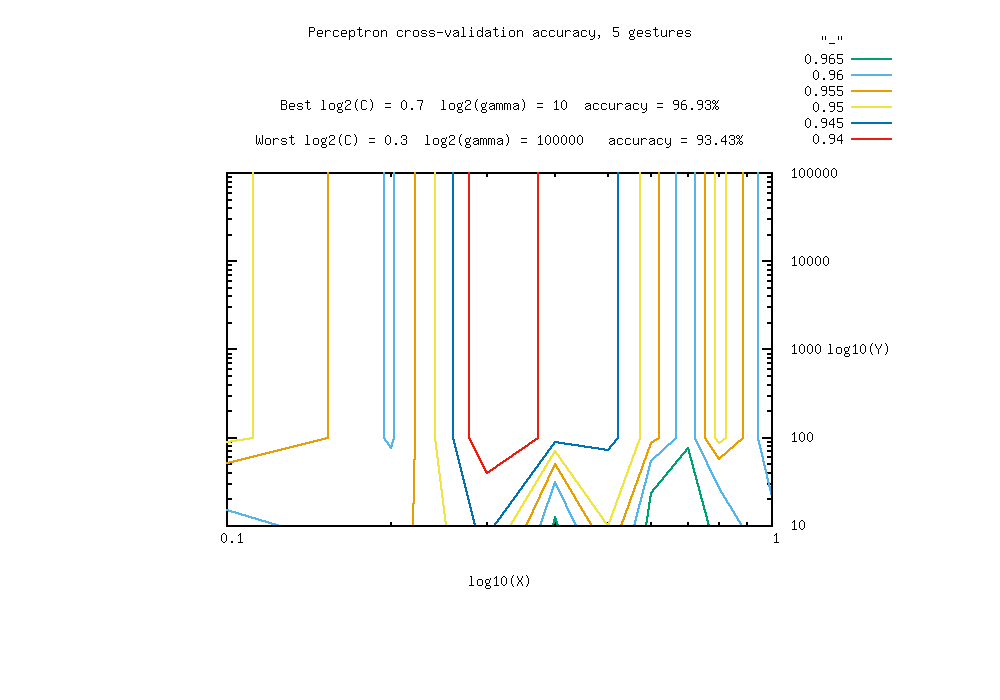 Perceptron cross-validation accuracy, 5 gestures
"_"
0.965
0.96
0.955
0.95
0.945
0.94
Best log2(C) = 0.7  log2(gamma) = 10  accuracy = 96.93%
Worst log2(C) = 0.3  log2(gamma) = 100000   accuracy = 93.43%
100000
10000
1000 log10(Y)
100
10
0.1 1
log10(X)